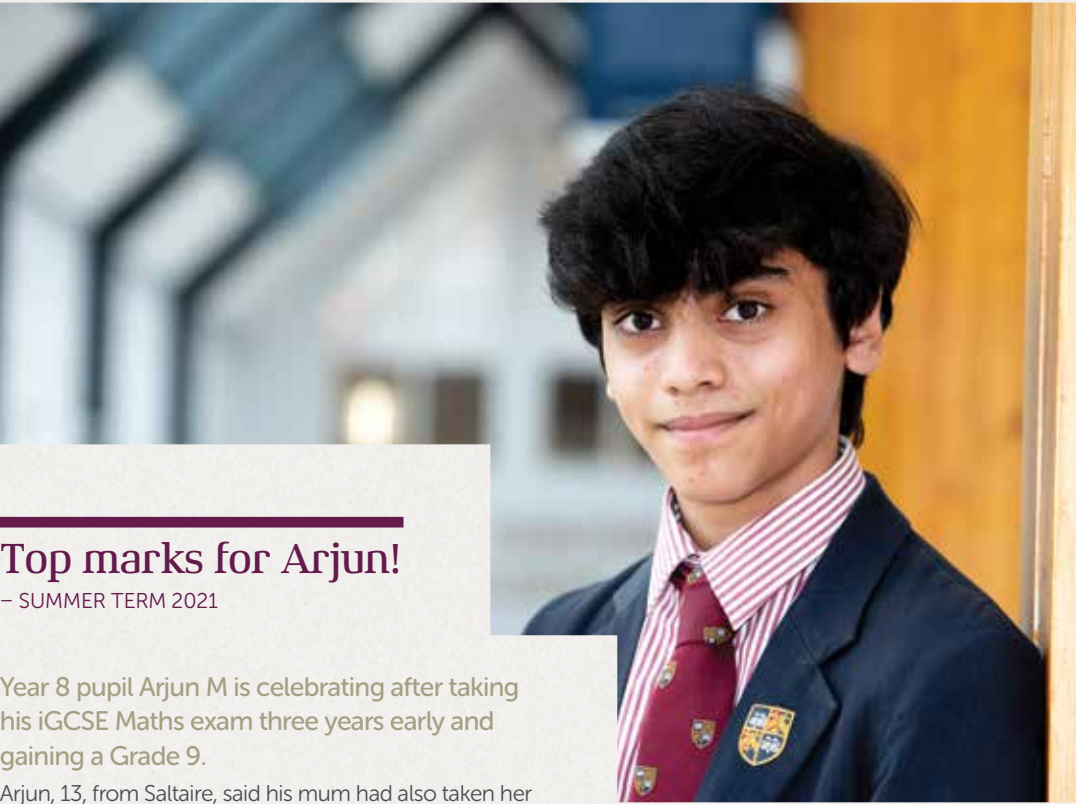 Top marks for Arjun!
– SUMMER TERM 2021
Year 8 pupil Arjun M is celebrating after taking
his iGCSE Maths exam three years early and
gaining a Grade 9.
Arjun, 13, from Saltaire, said his mum had also taken her